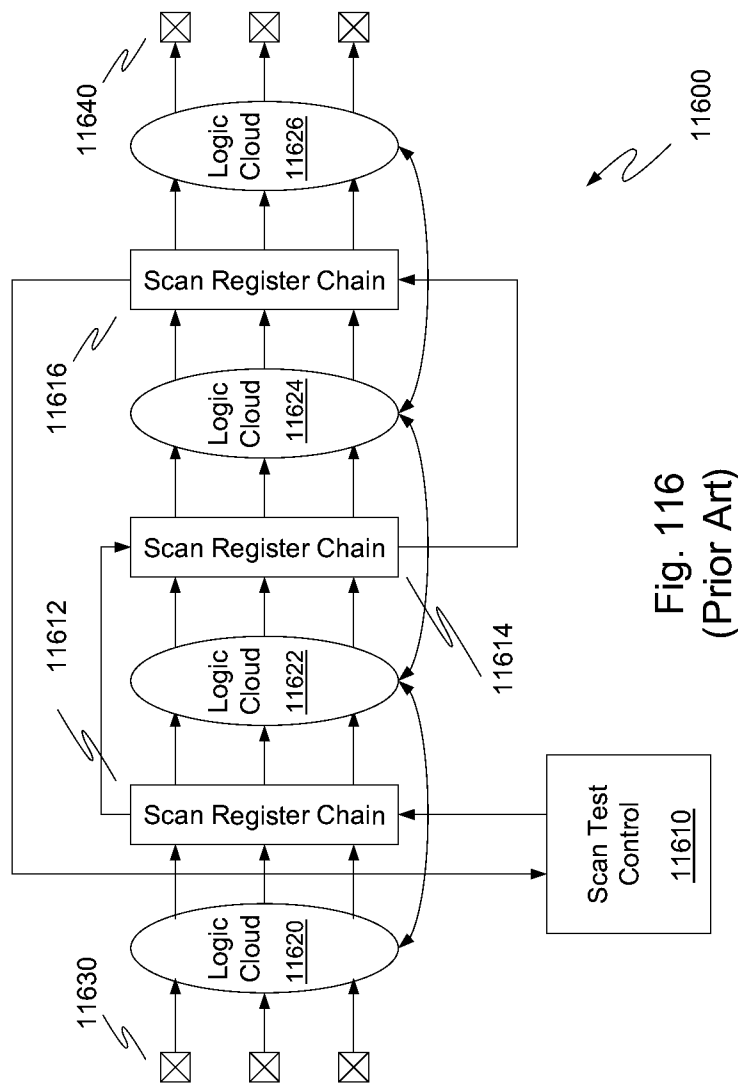 11640
Logic
Cloud
11626
11600
Scan Register Chain
11616
Logic
Cloud
11624
Scan Register Chain
11612
11614
Logic
Cloud
11622
Scan Register Chain
Logic
Cloud
11620
11630
Scan Test
Control
11610
Fig. 116
(Prior Art)